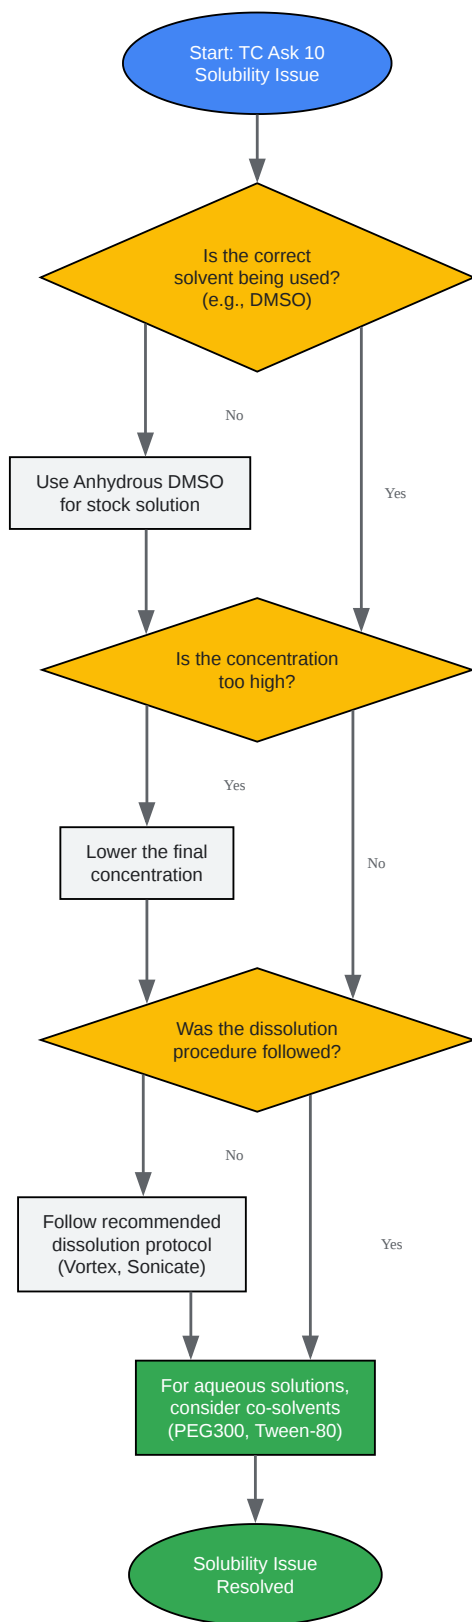 Start: TC Ask 10
Solubility Issue
Is the correct
solvent being used?
(e.g., DMSO)
No
Use Anhydrous DMSO
for stock solution
Yes
Is the concentration
too high?
Yes
Lower the final
concentration
No
Was the dissolution
procedure followed?
No
Follow recommended
dissolution protocol
(Vortex, Sonicate)
Yes
For aqueous solutions,
consider co-solvents
(PEG300, Tween-80)
Solubility Issue
Resolved